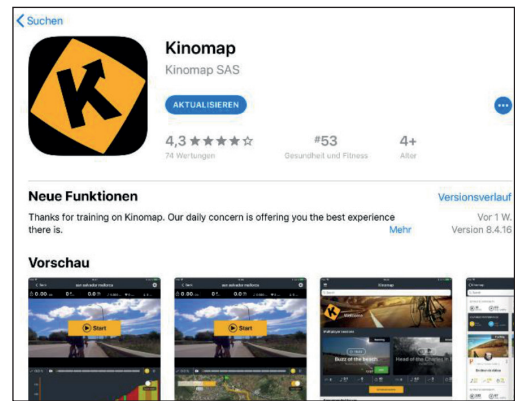 Suchen
Kinomap
Kinomap SAS
AKTUALISIEREN
4,3 ★★★★☆
#53
4+
74 Wertungen
Gesundheit und Fitness
Alter
Neue Funktionen
Versionsverlauf
Thanks for training on Kinomap. Our daily concern is offering you the best experience
there is.
Mehr
Vor 1 W.
Version 8.4.16
Vorschau
Start
Start
Kinomap
Buzz of the beach
Head of the Charles